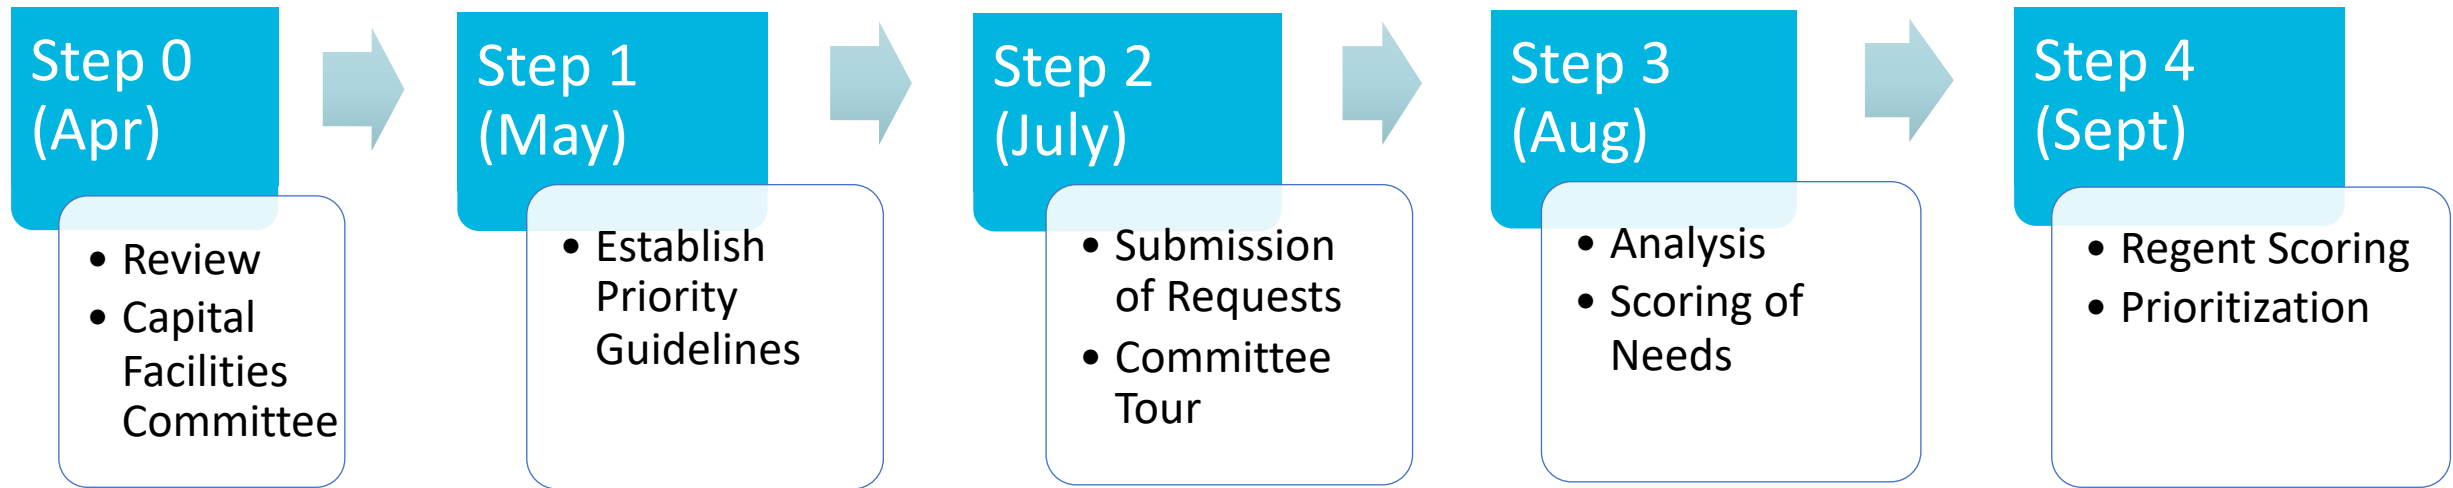 Step 0
(Apr)
• Review
• Capital
Facilities
Committee
Step 1
(May)
• Establish
Priority
Guidelines
Step 2
(July)
• Submission
of Requests
• Committee
Tour
Step 3
(Aug)
• Analysis
• Scoring of
Needs
Step 4
(Sept)
• Regent Scoring
• Prioritization